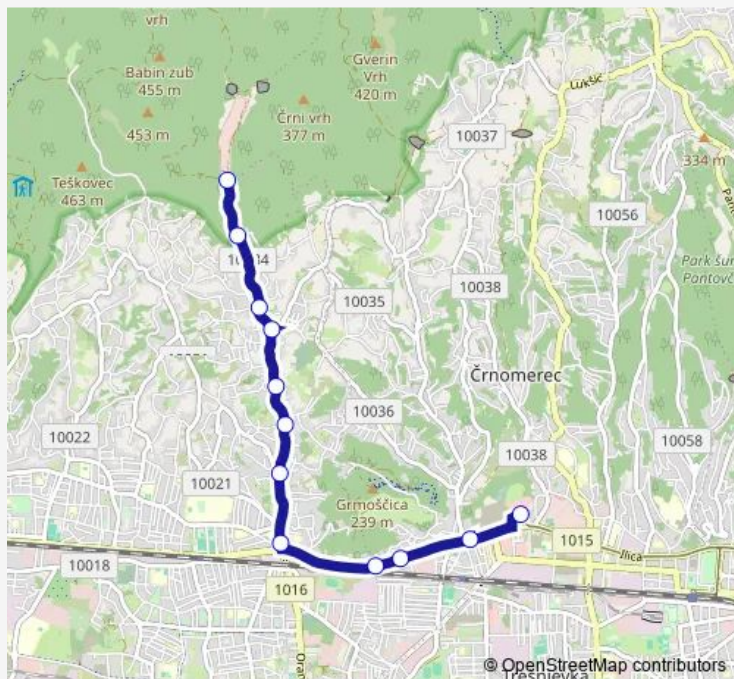 vrh
Babin zub
455 m
Gverin
Vrh
420 m
Lukšić
453 m
Črni vrh
377 m
10037
334 m
Teškovec
463 m
10056
Park šum
Pantovč
10035
10038
Črnomerec
10036
10022
10058
10038
10021
Grmoščica
239 m
1015
Ilica
10018
1016
© OpenStreetMap contributors